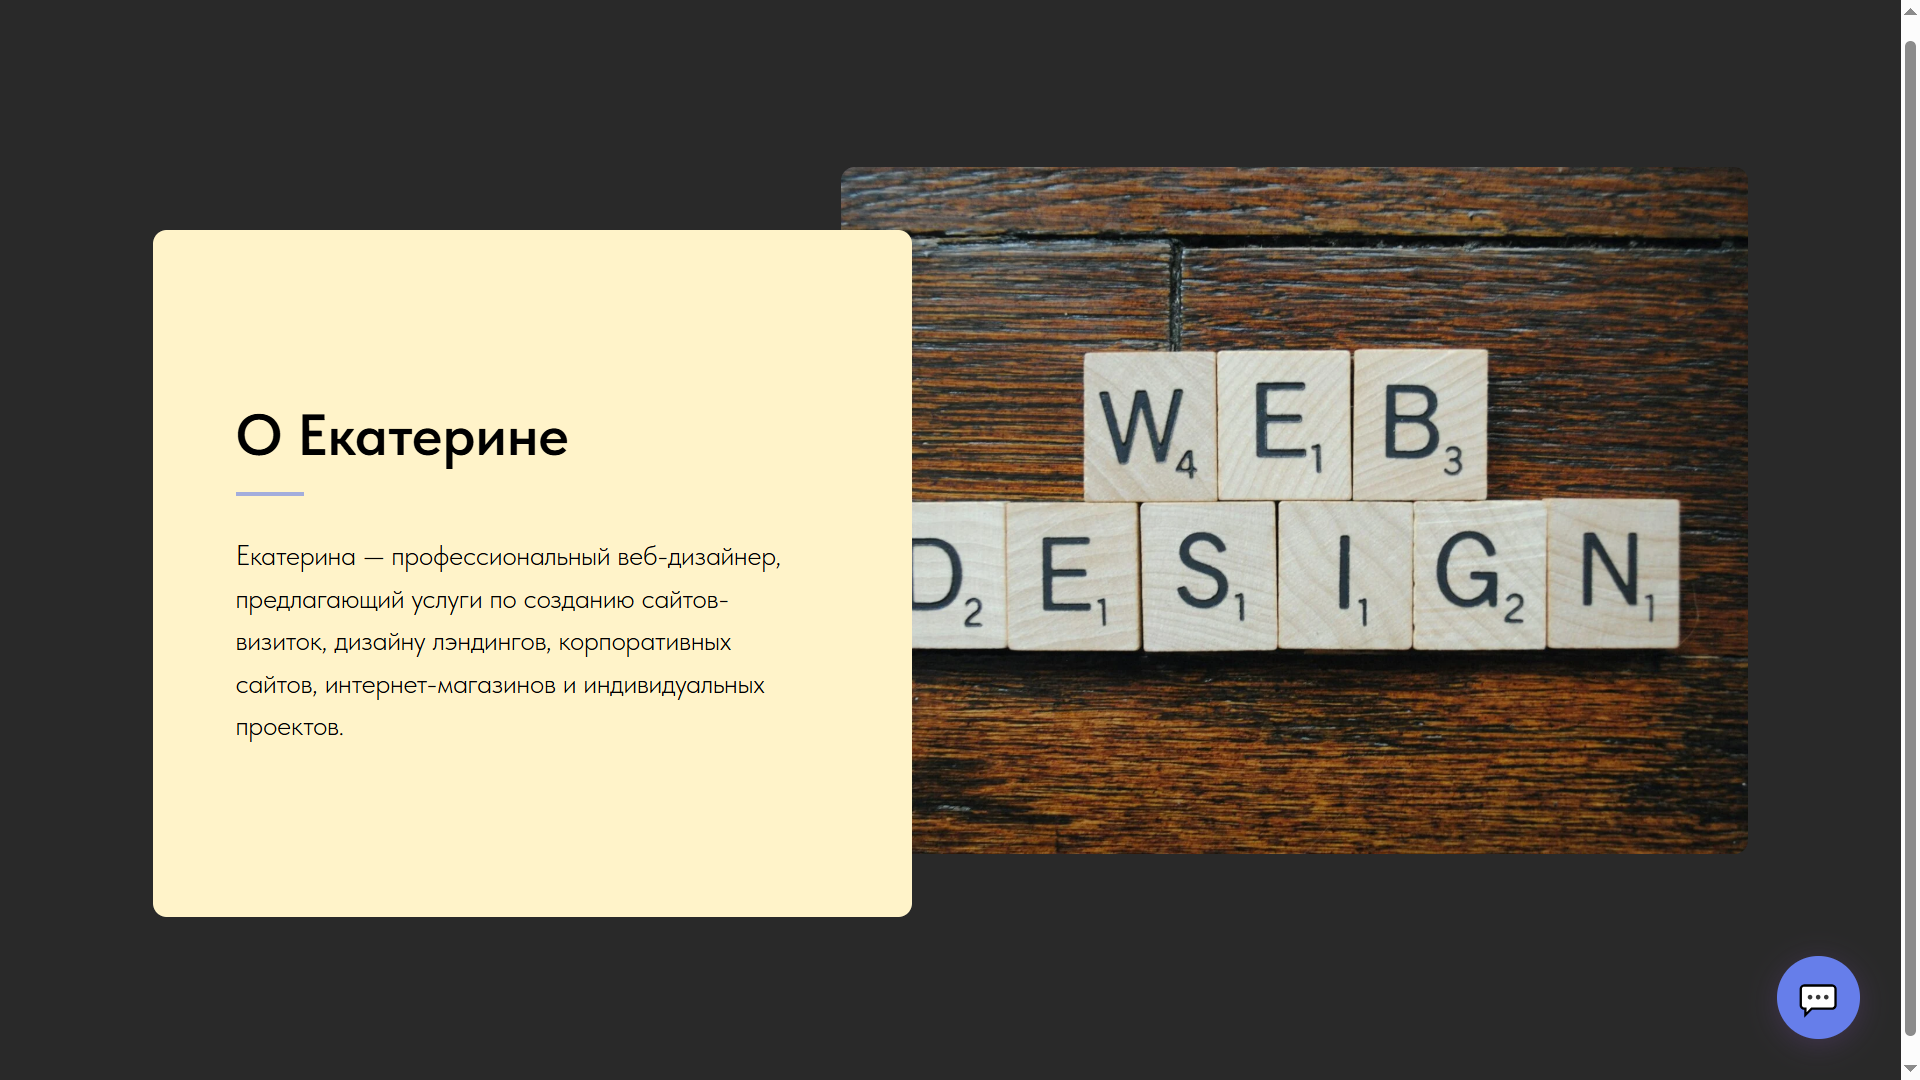 О Екатерине
Екатерина — профессиональный веб-дизайнер,
предлагающий услуги по созданию сайтов-
визиток, дизайну лэндингов, корпоративных
сайтов, интернет-магазинов и индивидуальных
проектов.
W4 E1 B3
D2 E1 S1 I1 G2 N1